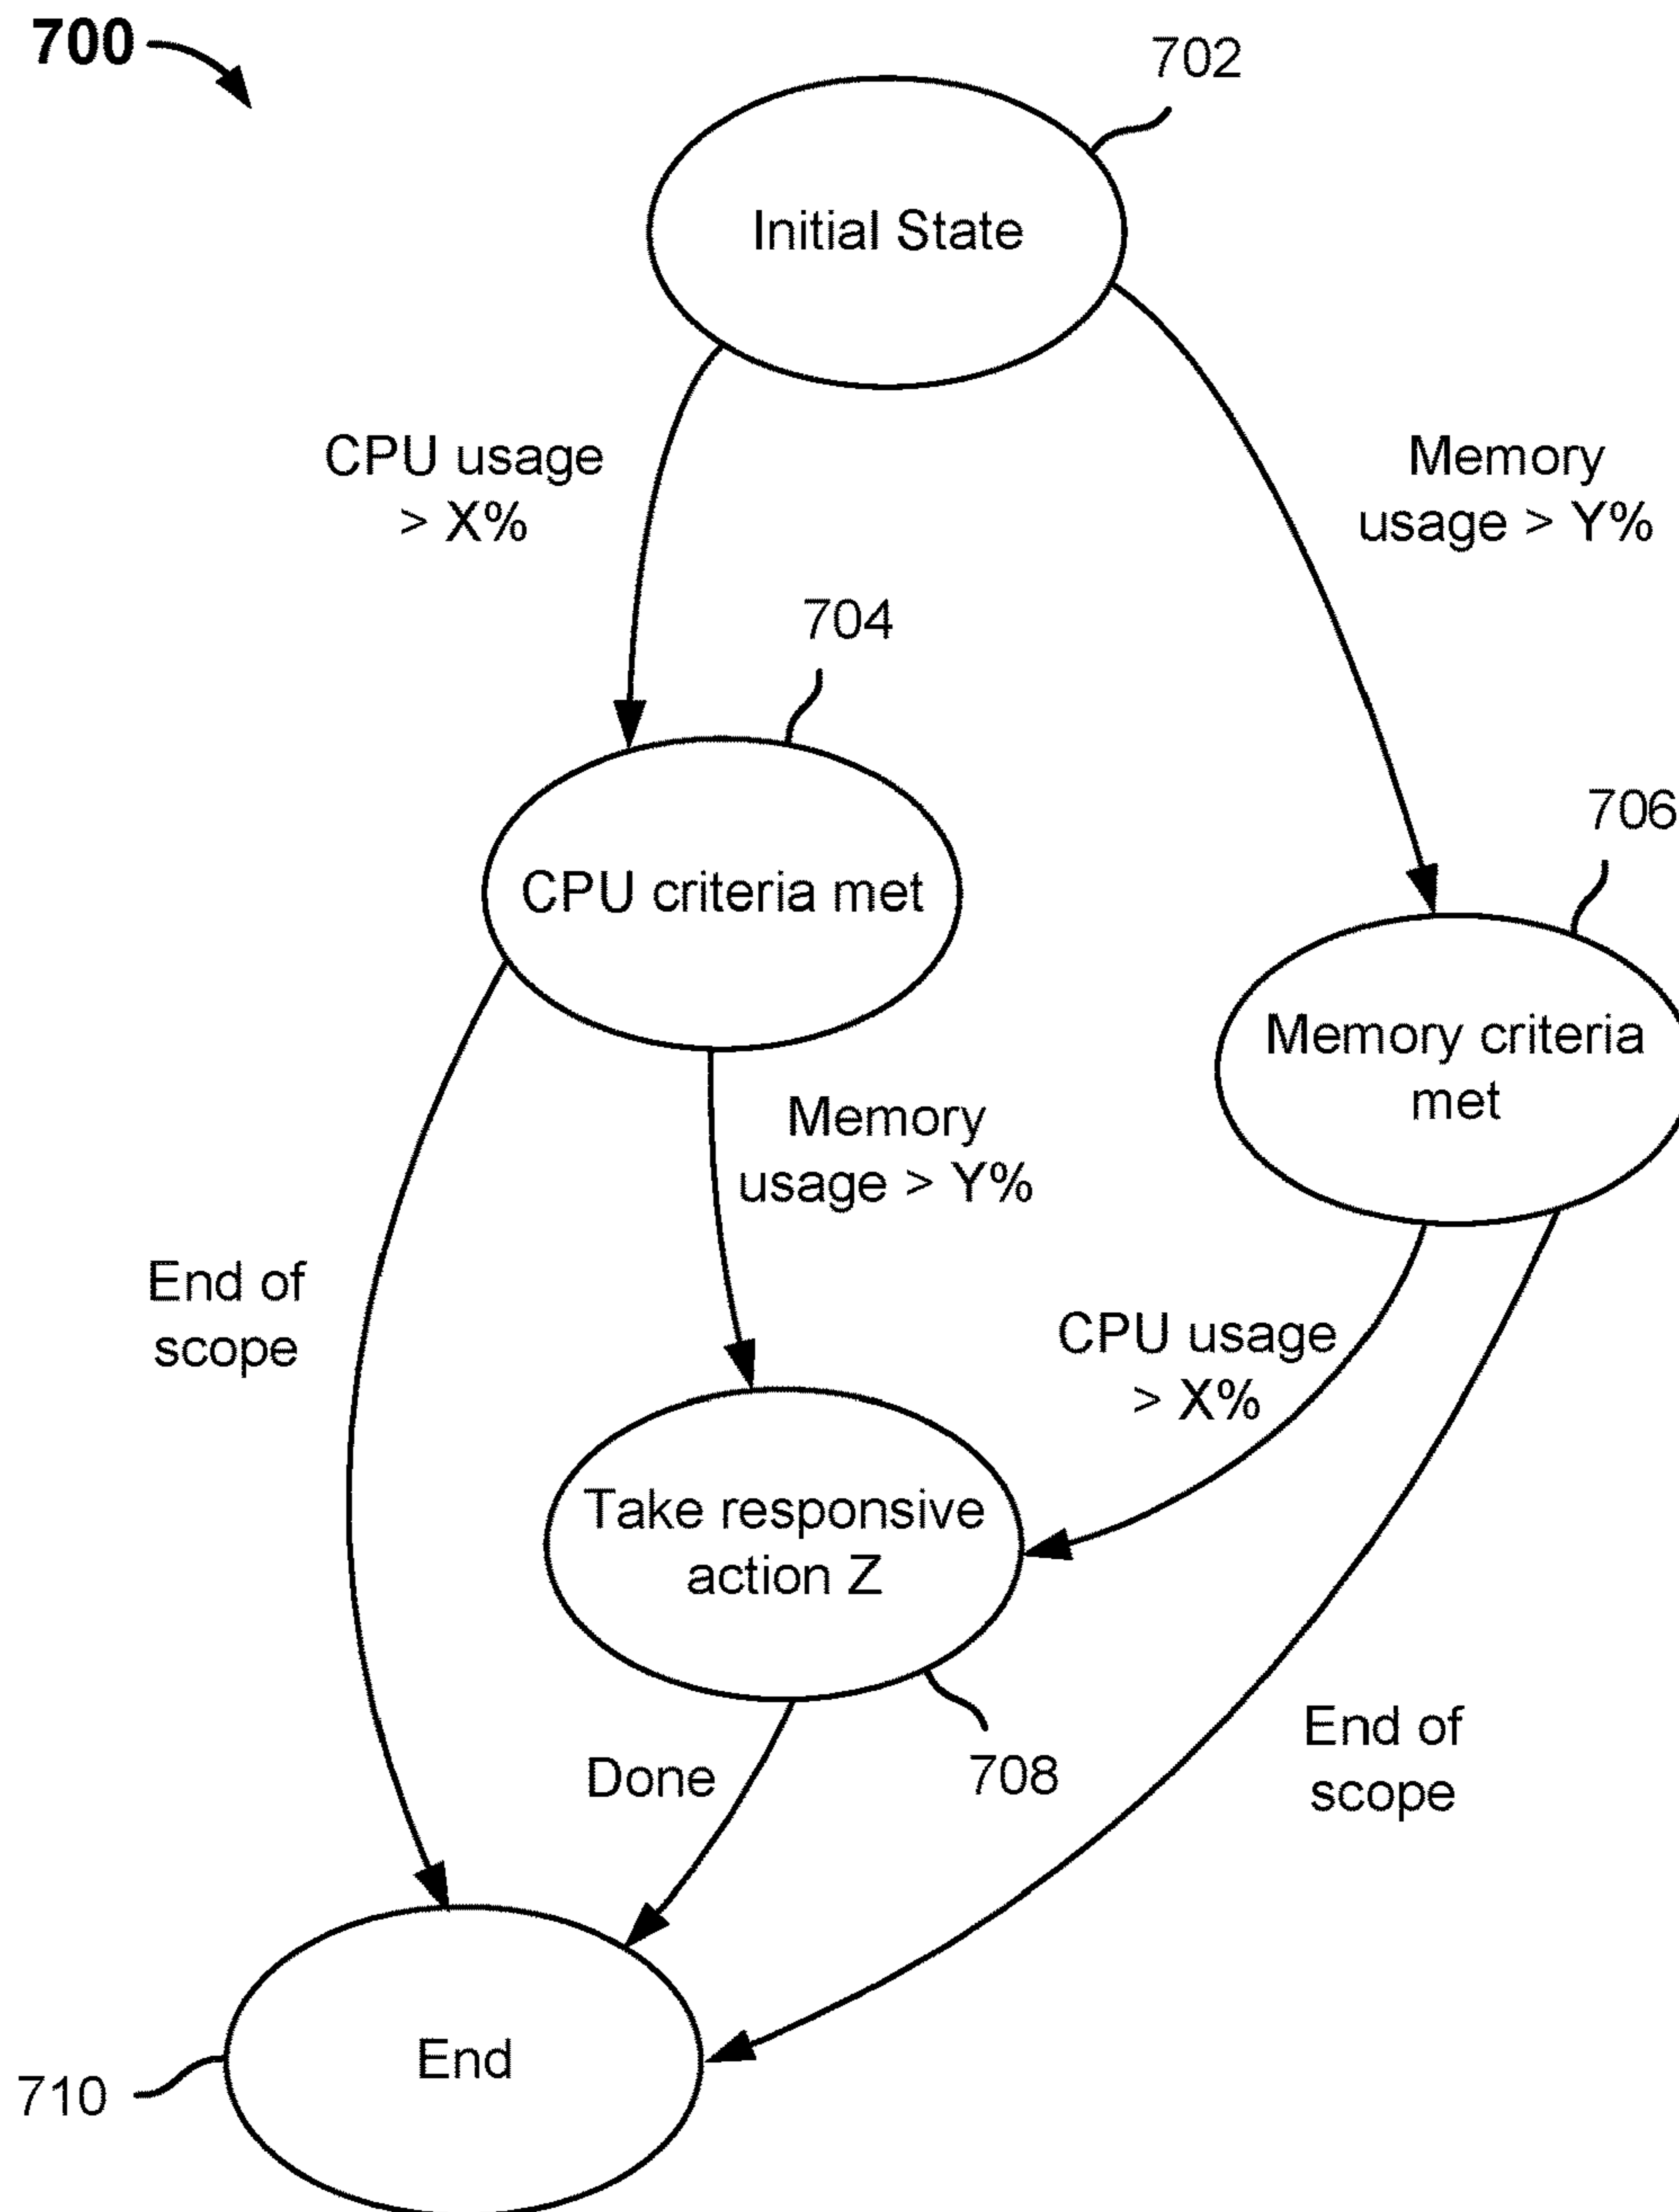 700
702
Initial State
CPU usage
> X%
Memory
usage > Y%
704
706
CPU criteria met
Memory criteria
met
Memory
usage > Y%
End of
scope
CPU usage
> X%
Take responsive
action Z
End of
scope
Done
708
End
710